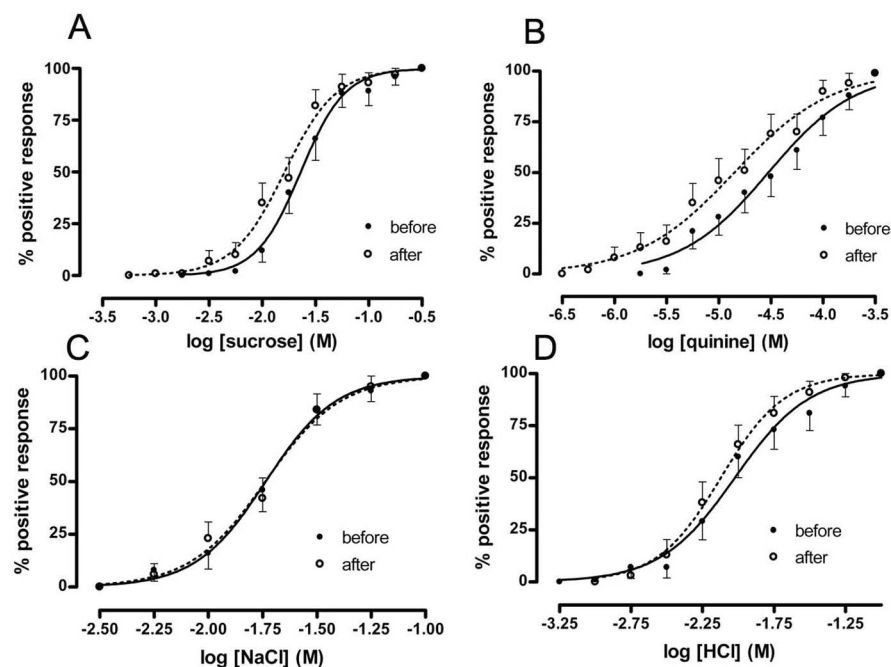 A
% positive response
100
75
50
25
0
before
after
-3.5 -3.0 -2.5 -2.0 -1.5 -1.0 -0.5
log [sucrose] (M)
B
% positive response
100
75
50
25
0
before
after
-6.5 -6.0 -5.5 -5.0 -4.5 -4.0 -3.5
log [quinine] (M)
C
% positive response
100
75
50
25
0
before
after
-2.50 -2.25 -2.00 -1.75 -1.50 -1.25 -1.00
log [NaCl] (M)
D
% positive response
100
75
50
25
0
before
after
-3.25 -2.75 -2.25 -1.75 -1.25
log [HCl] (M)